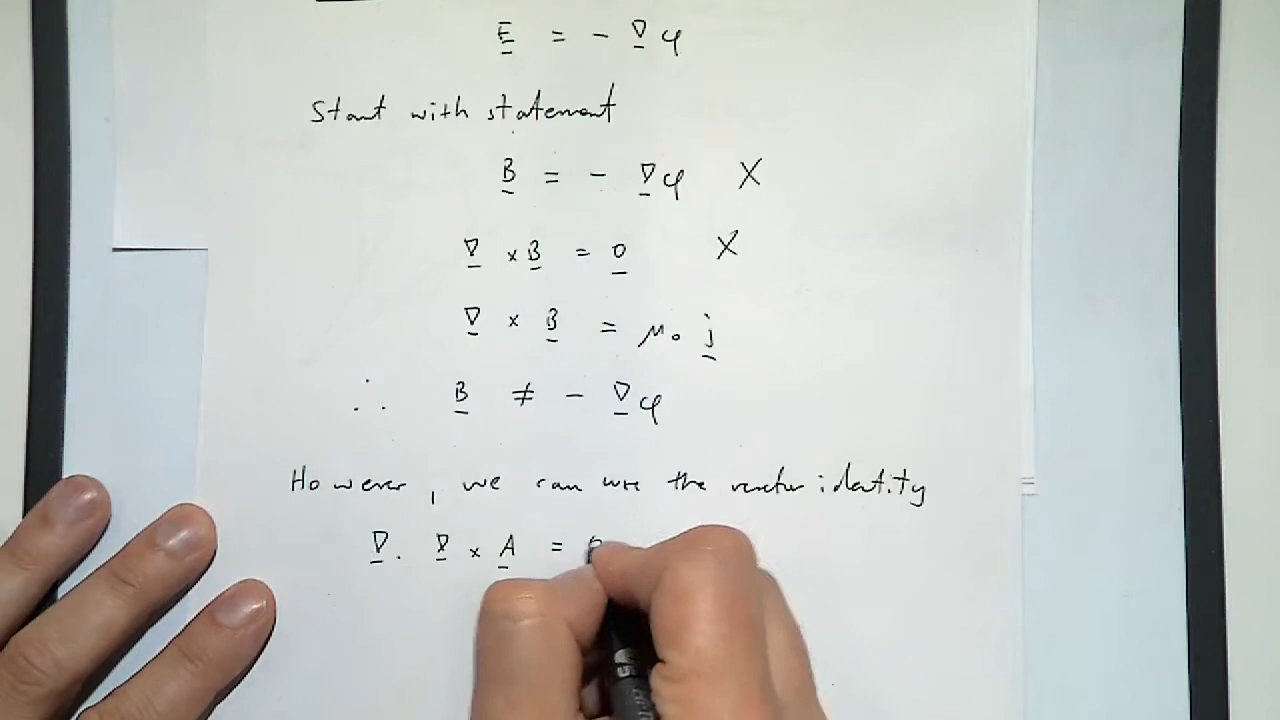 E = - ∇φ
Start with statement
B = - ∇φ X
∇ × B = 0 X
∇ × B = μ₀ j
∴ B ≠ - ∇φ
However, we can use the vector identity
∇ . ∇ × A =